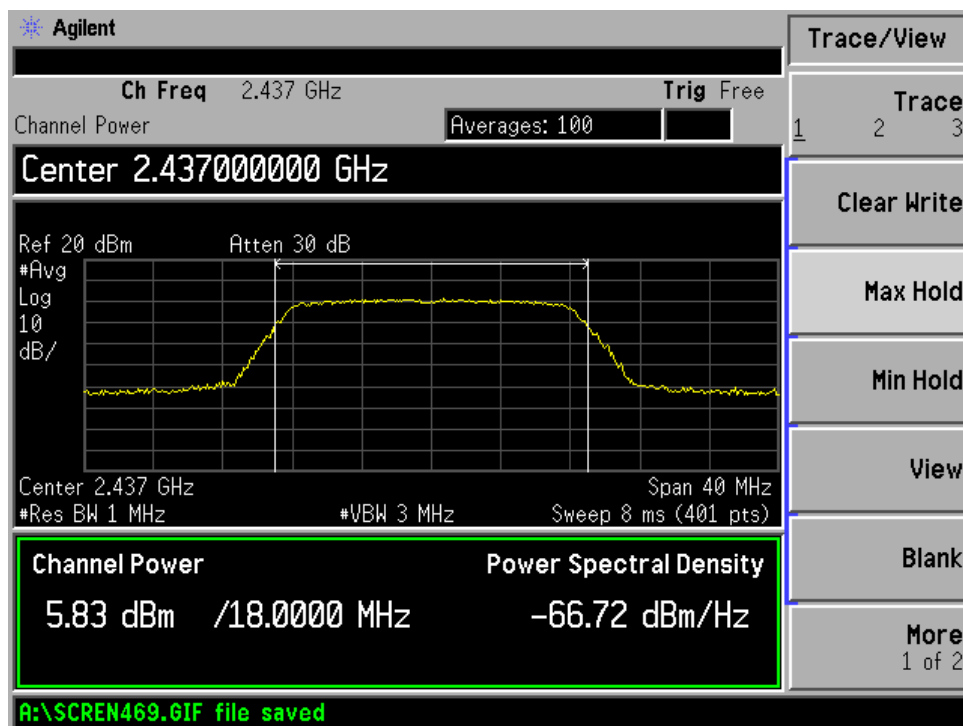 Agilent
Ch Freq 2.437 GHz Trig Free
Channel Power Averages: 100
Center 2.437000000 GHz
Ref 20 dBm Atten 30 dB
#Avg
Log
10
dB/
Center 2.437 GHz Span 40 MHz
#Res BW 1 MHz #VBW 3 MHz Sweep 8 ms (401 pts)
Channel Power Power Spectral Density
5.83 dBm /18.0000 MHz -66.72 dBm/Hz
A:\SCREN469.GIF file saved
Trace/View
Trace
1 2 3
Clear Write
Max Hold
Min Hold
View
Blank
More
1 of 2